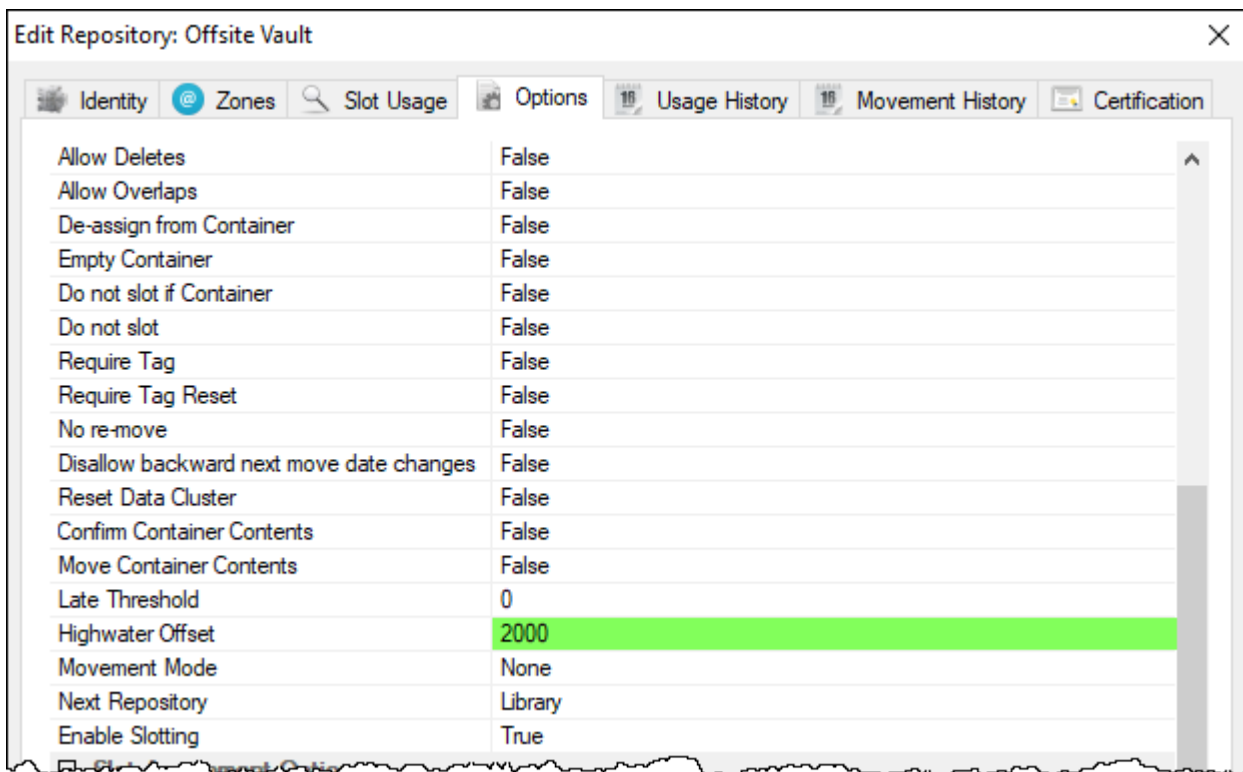 Edit Repository: Offsite Vault
Identity Zones Slot Usage Options Usage History Movement History Certification
Allow Deletes False
Allow Overlaps False
De-assign from Container False
Empty Container False
Do not slot if Container False
Do not slot False
Require Tag False
Require Tag Reset False
No re-move False
Disallow backward next move date changes False
Reset Data Cluster False
Confirm Container Contents False
Move Container Contents False
Late Threshold 0
Highwater Offset 2000
Movement Mode None
Next Repository Library
Enable Slotting True